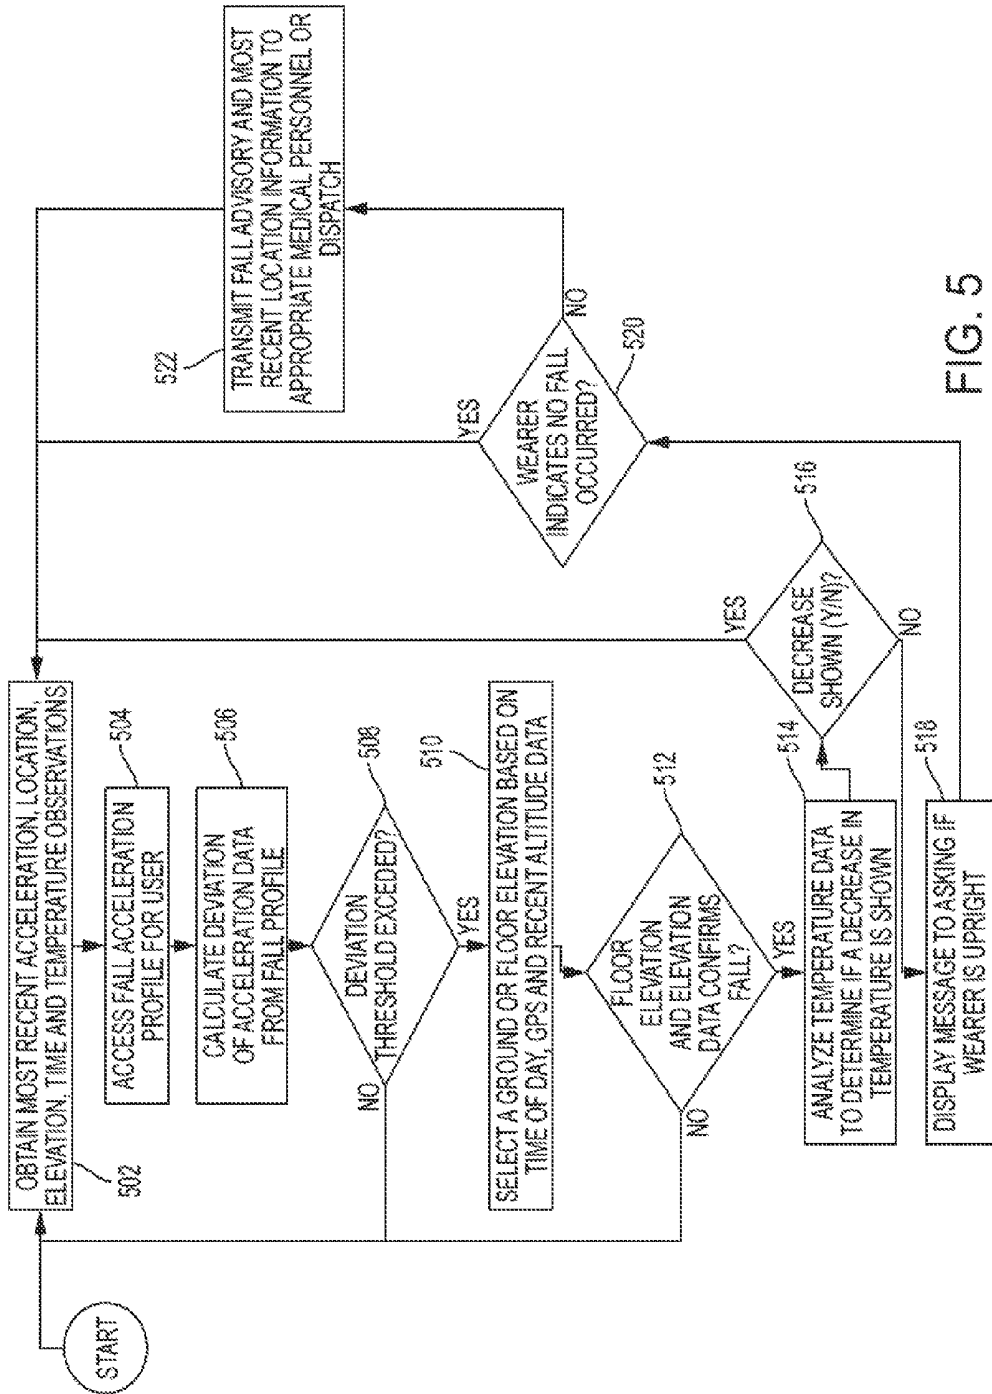 START
OBTAIN MOST RECENT ACCELERATION, LOCATION,
ELEVATION, TIME AND TEMPERATURE OBSERVATIONS
502
ACCESS FALL ACCELERATION
PROFILE FOR USER
504
CALCULATE DEVIATION
OF ACCELERATION DATA
FROM FALL PROFILE
506
DEVIATION
THRESHOLD EXCEDED?
508
NO
YES
SELECT A GROUND OR FLOOR ELEVATION BASED ON
TIME OF DAY, GPS AND RECENT ALTITUDE DATA
510
FLOOR
ELEVATION
AND ELEVATION
DATA CONFIRMS
FALL?
512
NO
YES
ANALYZE TEMPERATURE DATA
TO DETERMINE IF A DECREASE IN
TEMPERATURE IS SHOWN
514
DECREASE
SHOWN (Y/N)?
516
YES
NO
DISPLAY MESSAGE TO ASKING IF
WEARER IS UPRIGHT
518
WEARER
INDICATES NO FALL
OCCURRED?
520
YES
NO
TRANSMIT FALL ADVISORY AND MOST
RECENT LOCATION INFORMATION TO
APPROPRIATE MEDICAL PERSONNEL OR
DISPATCH
522
FIG. 5